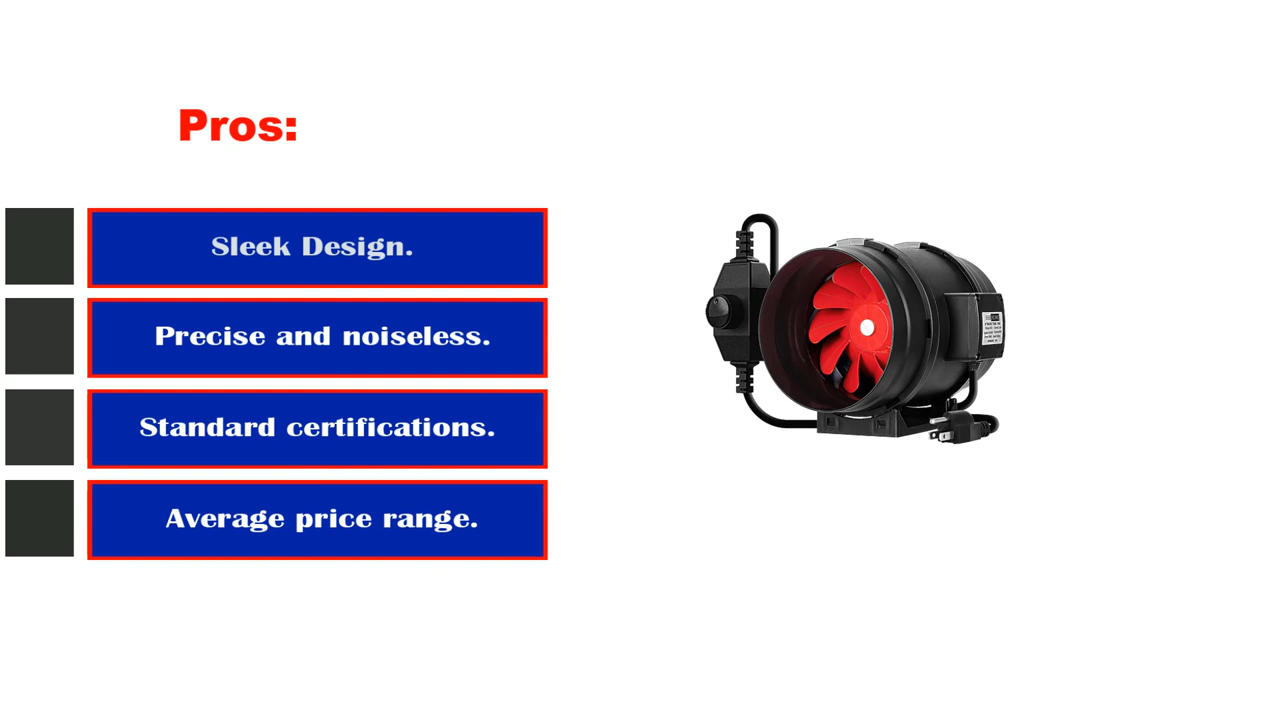 Pros:
Sleek Design.
Precise and noiseless.
Standard certifications.
Average price range.